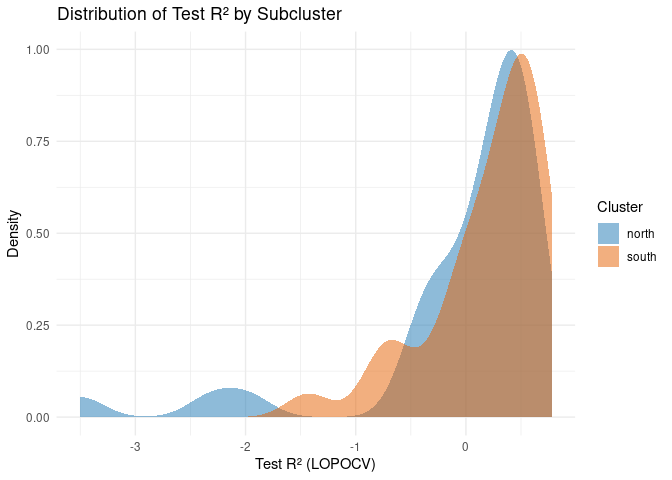 Distribution of Test R² by Subcluster
1.00
0.75
0.50
0.25
0.00
Density
-3
-2
-1
0
Test R² (LOPOCV)
Cluster
north
south